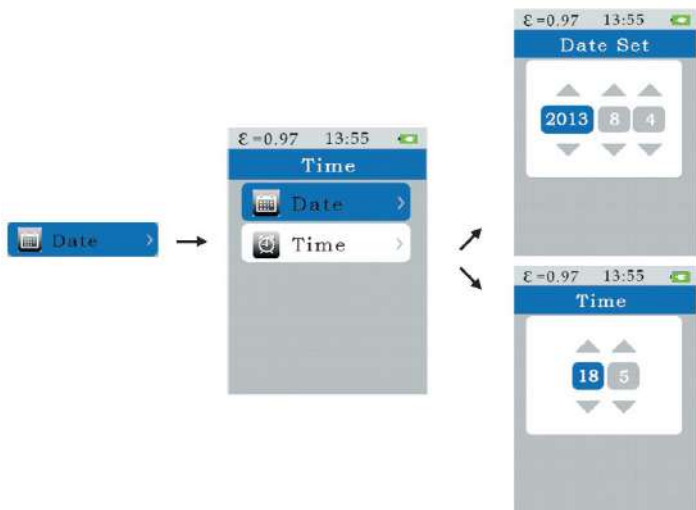 Date >
ε=0.97 13:55
Time
Date >
Time >
ε=0.97 13:55
Date Set
2013 8 4
ε=0.97 13:55
Time
18 5